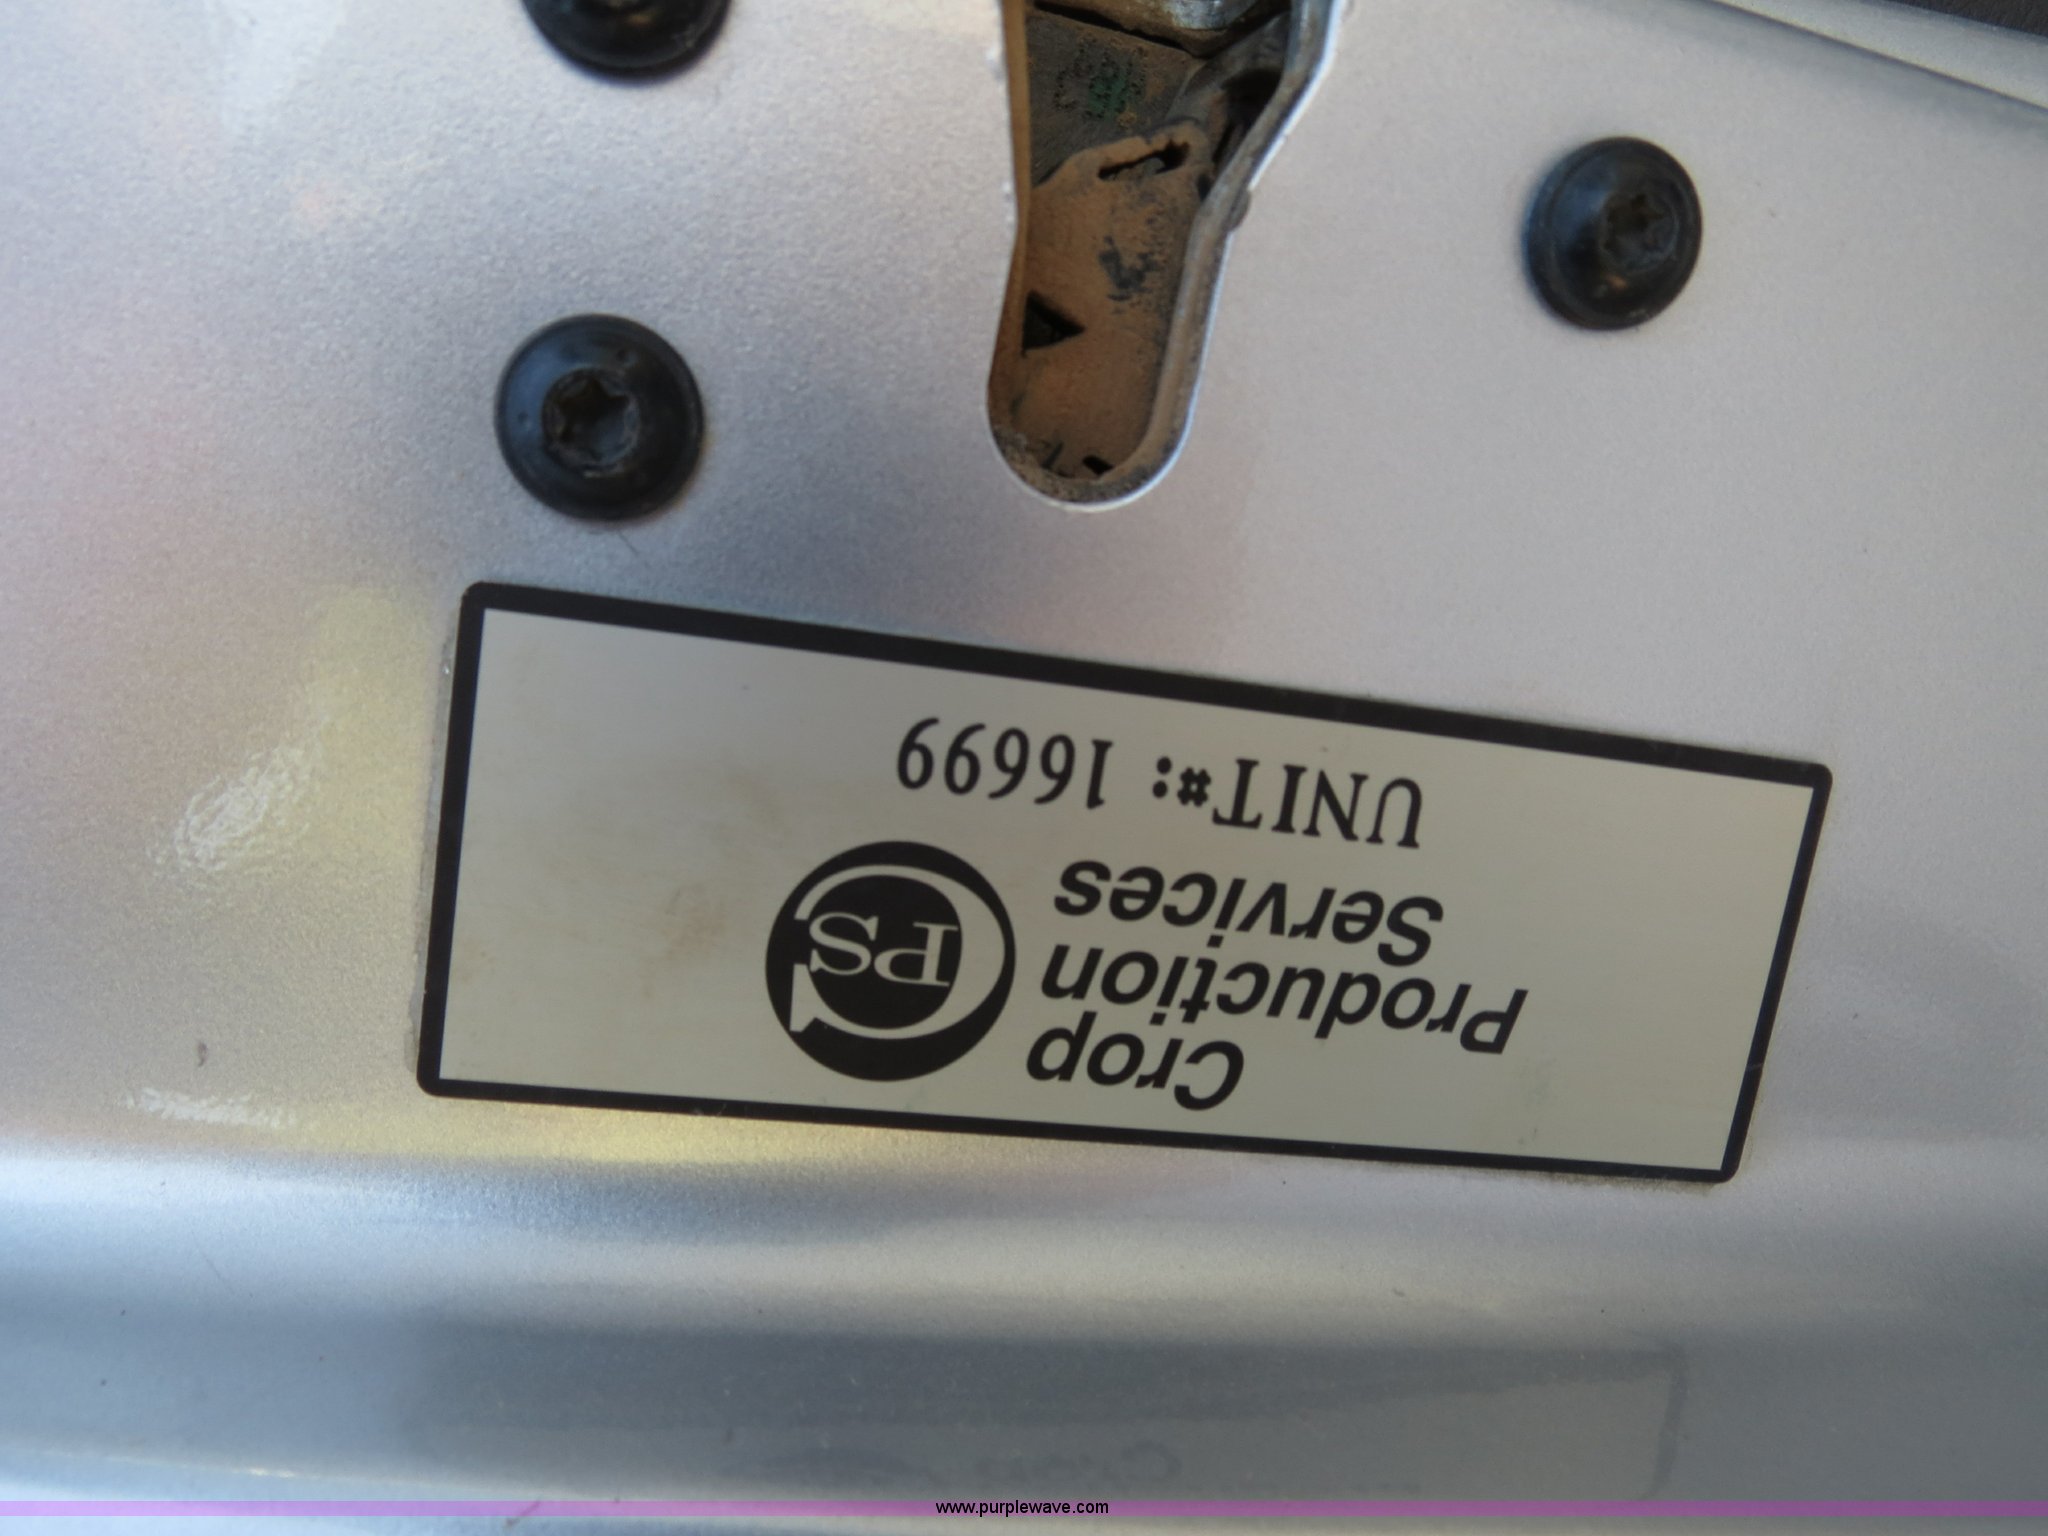 Crop
Production
Services
CPS
UNIT#: 16699
www.purplewave.com